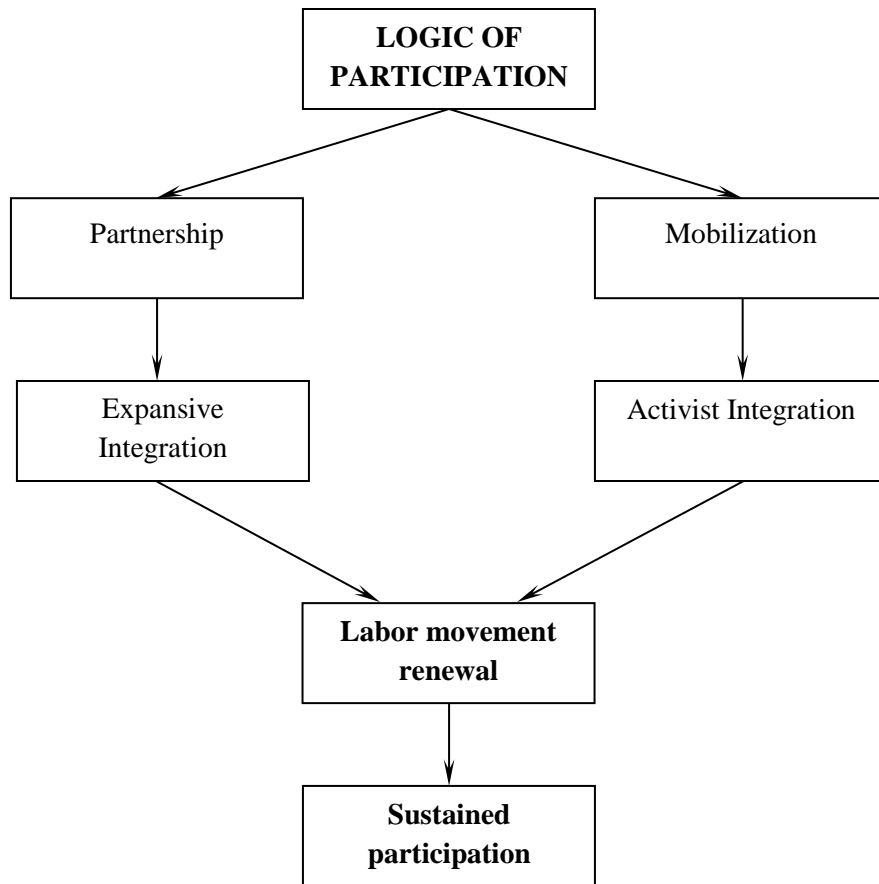 LOGIC OF
PARTICIPATION
Partnership
Mobilization
Expansive
Integration
Activist Integration
Labor movement
renewal
Sustained
participation